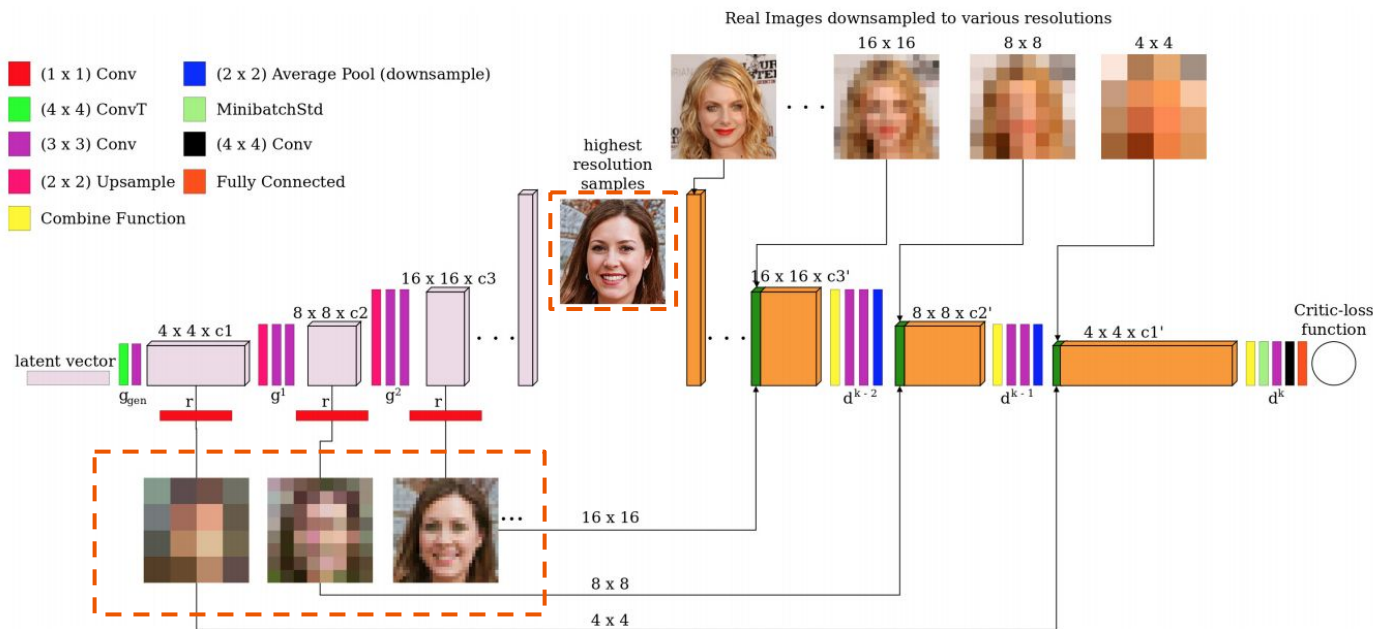 Real Images downsampled to various resolutions
16 x 16
8 x 8
4 x 4
(1 x 1) Conv
(2 x 2) Average Pool (downsample)
(4 x 4) ConvT
MinibatchStd
(3 x 3) Conv
(4 x 4) Conv
(2 x 2) Upsample
Fully Connected
Combine Function
highest
resolution
samples
latent vector
g_gen
4 x 4 x c1
r
g^1
8 x 8 x c2
r
g^2
16 x 16 x c3
r
. . .
. . .
. . .
16 x 16 x c3'
d^{k - 2}
8 x 8 x c2'
d^{k - 1}
4 x 4 x c1'
d^k
Critic-loss
function
...
16 x 16
8 x 8
4 x 4